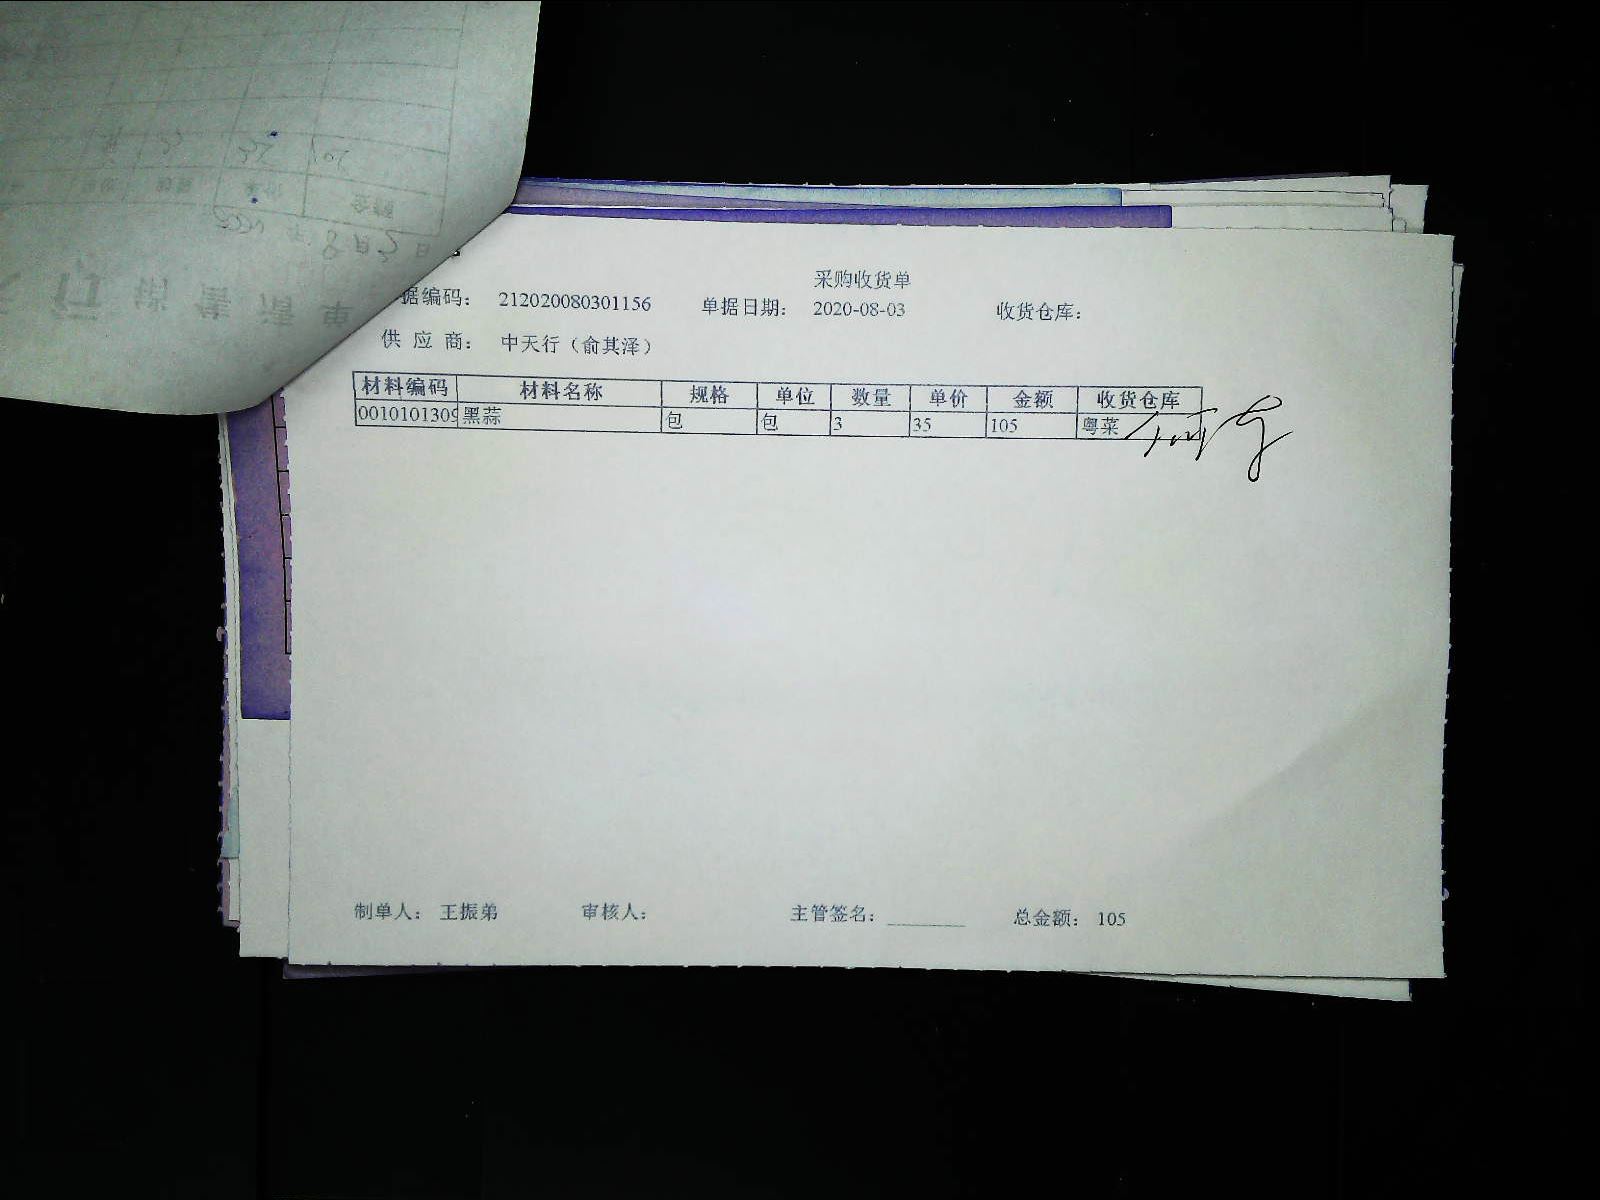 采购收货单
据编码： 212020080301156 单据日期： 2020-08-03 收货仓库：
供 应 商： 中天行（俞其泽）
材料编码 材料名称 规格 单位 数量 单价 金额 收货仓库
0010101309 黑蒜 包 包 3 35 105 粤菜
制单人： 王振弟 审核人： 主管签名：________ 总金额： 105